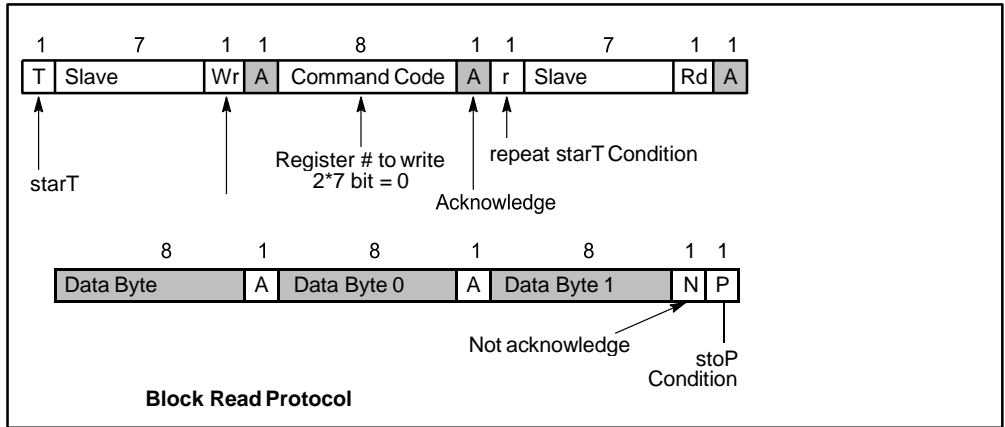 1 7 1 1 8 1 1 7 1 1
T Slave Wr A Command Code A r Slave Rd A
starT
Register # to write
2*7 bit = 0
Acknowledge
repeat starT Condition
8 1 8 1 8 1 1
Data Byte A Data Byte 0 A Data Byte 1 N P
Not acknowledge
stoP
Condition
Block Read Protocol